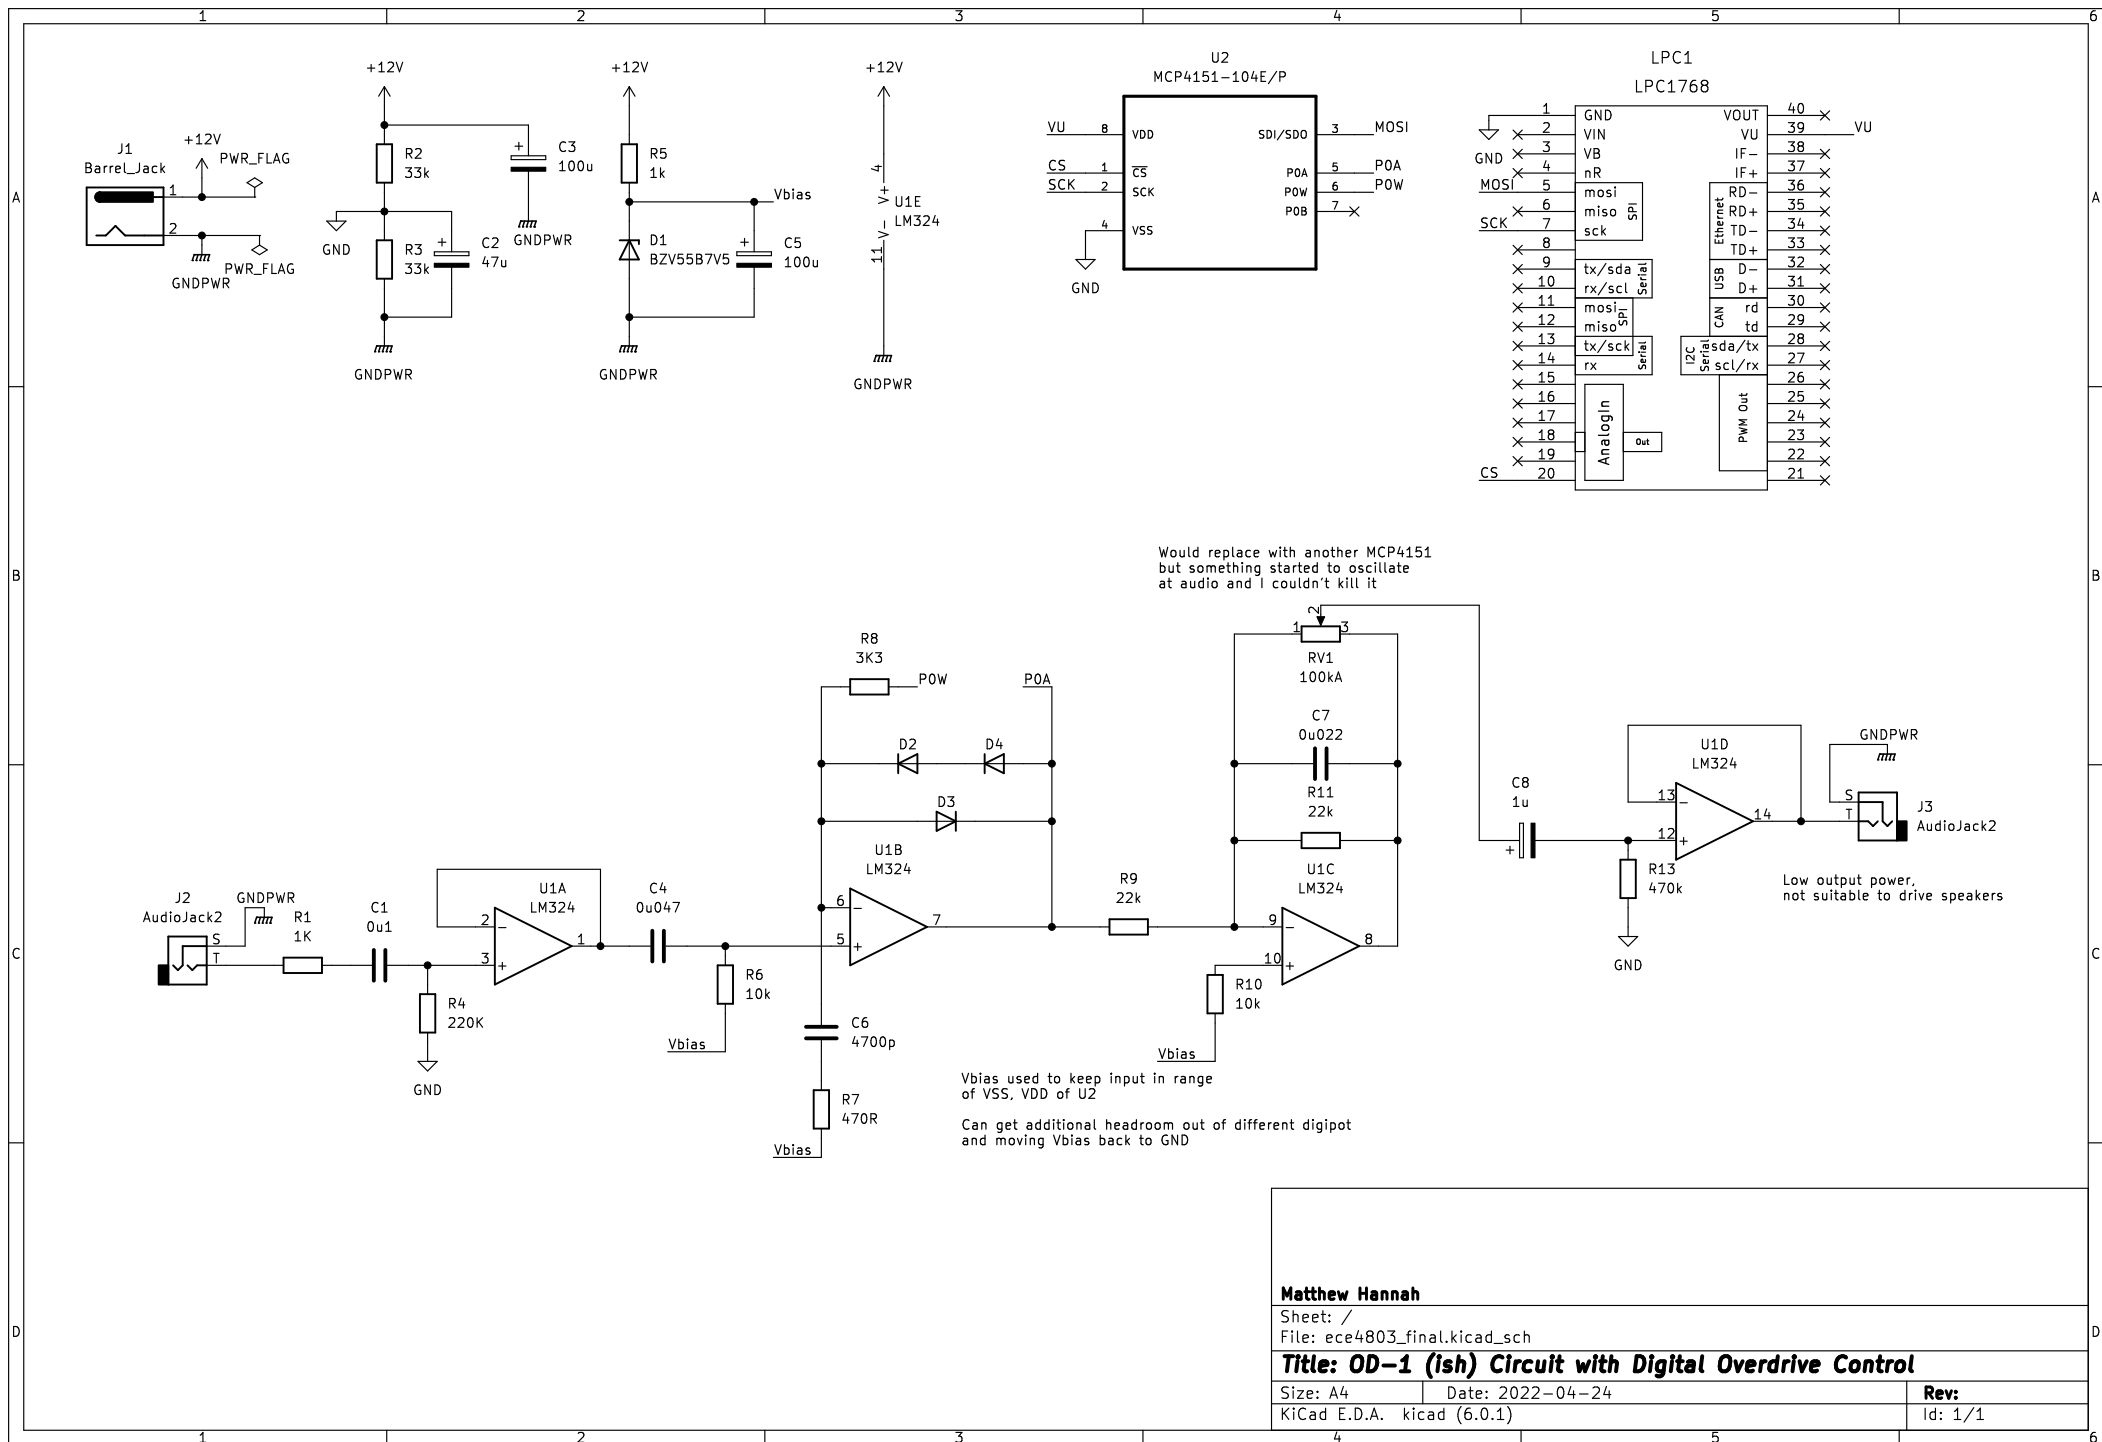 1 2 3 4 5 6
A
B
C
D
+12V
J1
Barrel_Jack
PWR_FLAG
1
2
GNDPWR
PWR_FLAG
+12V
R2
33k
C3
100u
GNDPWR
GND
R3
33k
C2
47u
GNDPWR
+12V
R5
1k
Vbias
D1
BZV55B7V5
C5
100u
GNDPWR
+12V
4
V+
U1E
LM324
V-
11
GNDPWR
U2
MCP4151-104E/P
VU 8 VDD SDI/SDO 3 MOSI
CS 1 CS P0A 5 P0A
SCK 2 SCK P0W 6 P0W
P0B 7
4 VSS
GND
LPC1
LPC1768
1 GND VOUT 40
2 VIN VU 39 VU
GND 3 VB IF- 38
4 nR IF+ 37
MOSI 5 mosi RD- 36
6 miso SPI RD+ 35
SCK 7 sck Ethernet TD- 34
8 TD+ 33
9 tx/sda Serial D- 32
10 rx/scl USB D+ 31
11 mosi SPI rd 30
12 miso CAN td 29
13 tx/sck Serial I2C Serial sda/tx 28
14 rx scl/rx 27
15 26
16 25
17 AnalogIn PWM Out 24
18 Out 23
19 22
CS 20 21
Would replace with another MCP4151
but something started to oscillate
at audio and I couldn't kill it
R8
3K3
P0W
P0A
D2
D4
D3
U1B
LM324
6
-
5
+
7
1
2
3
RV1
100kA
C7
0u022
R11
22k
U1C
LM324
9
-
10
+
8
R9
22k
R10
10k
Vbias
C8
1u
+
U1D
LM324
13
-
12
+
14
R13
470k
GND
GNDPWR
S
T
J3
AudioJack2
Low output power,
not suitable to drive speakers
J2
AudioJack2
GNDPWR
S
T
R1
1K
C1
0u1
R4
220K
GND
U1A
LM324
2
-
3
+
1
C4
0u047
R6
10k
Vbias
C6
4700p
R7
470R
Vbias
Vbias used to keep input in range
of VSS, VDD of U2
Can get additional headroom out of different digipot
and moving Vbias back to GND
Matthew Hannah
Sheet: /
File: ece4803_final.kicad_sch
Title: OD-1 (ish) Circuit with Digital Overdrive Control
Size: A4 Date: 2022-04-24 Rev:
KiCad E.D.A. kicad (6.0.1) Id: 1/1
A
B
C
D
1 2 3 4 5 6